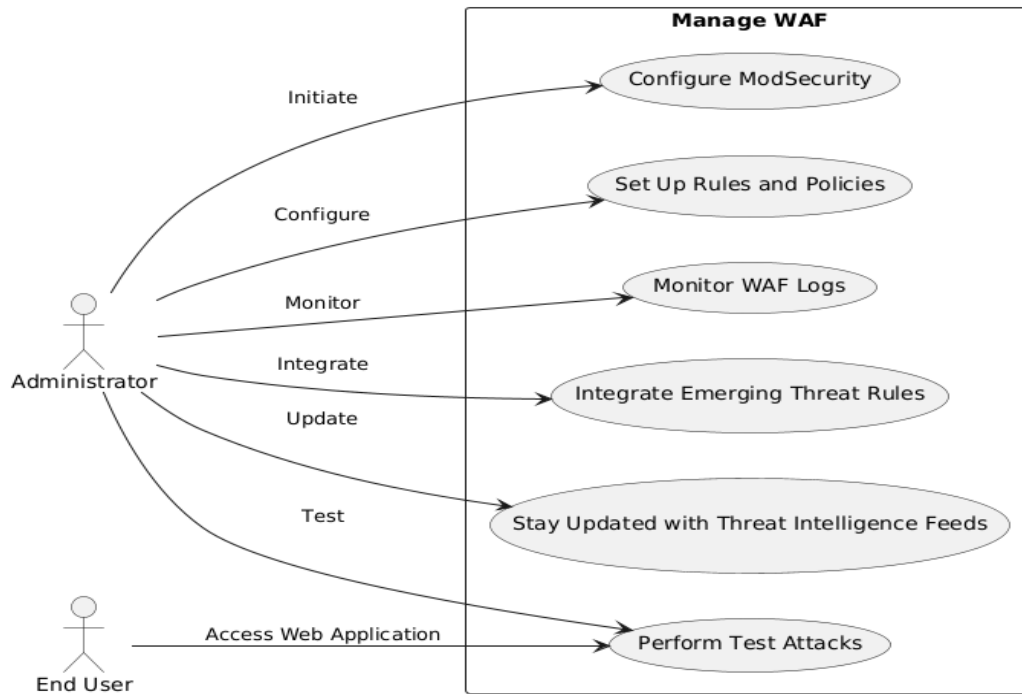 Manage WAF
Configure ModSecurity
Initiate
Set Up Rules and Policies
Configure
Monitor WAF Logs
Monitor
Integrate
Administrator
Integrate Emerging Threat Rules
Update
Test
Stay Updated with Threat Intelligence Feeds
Access Web Application
Perform Test Attacks
End User